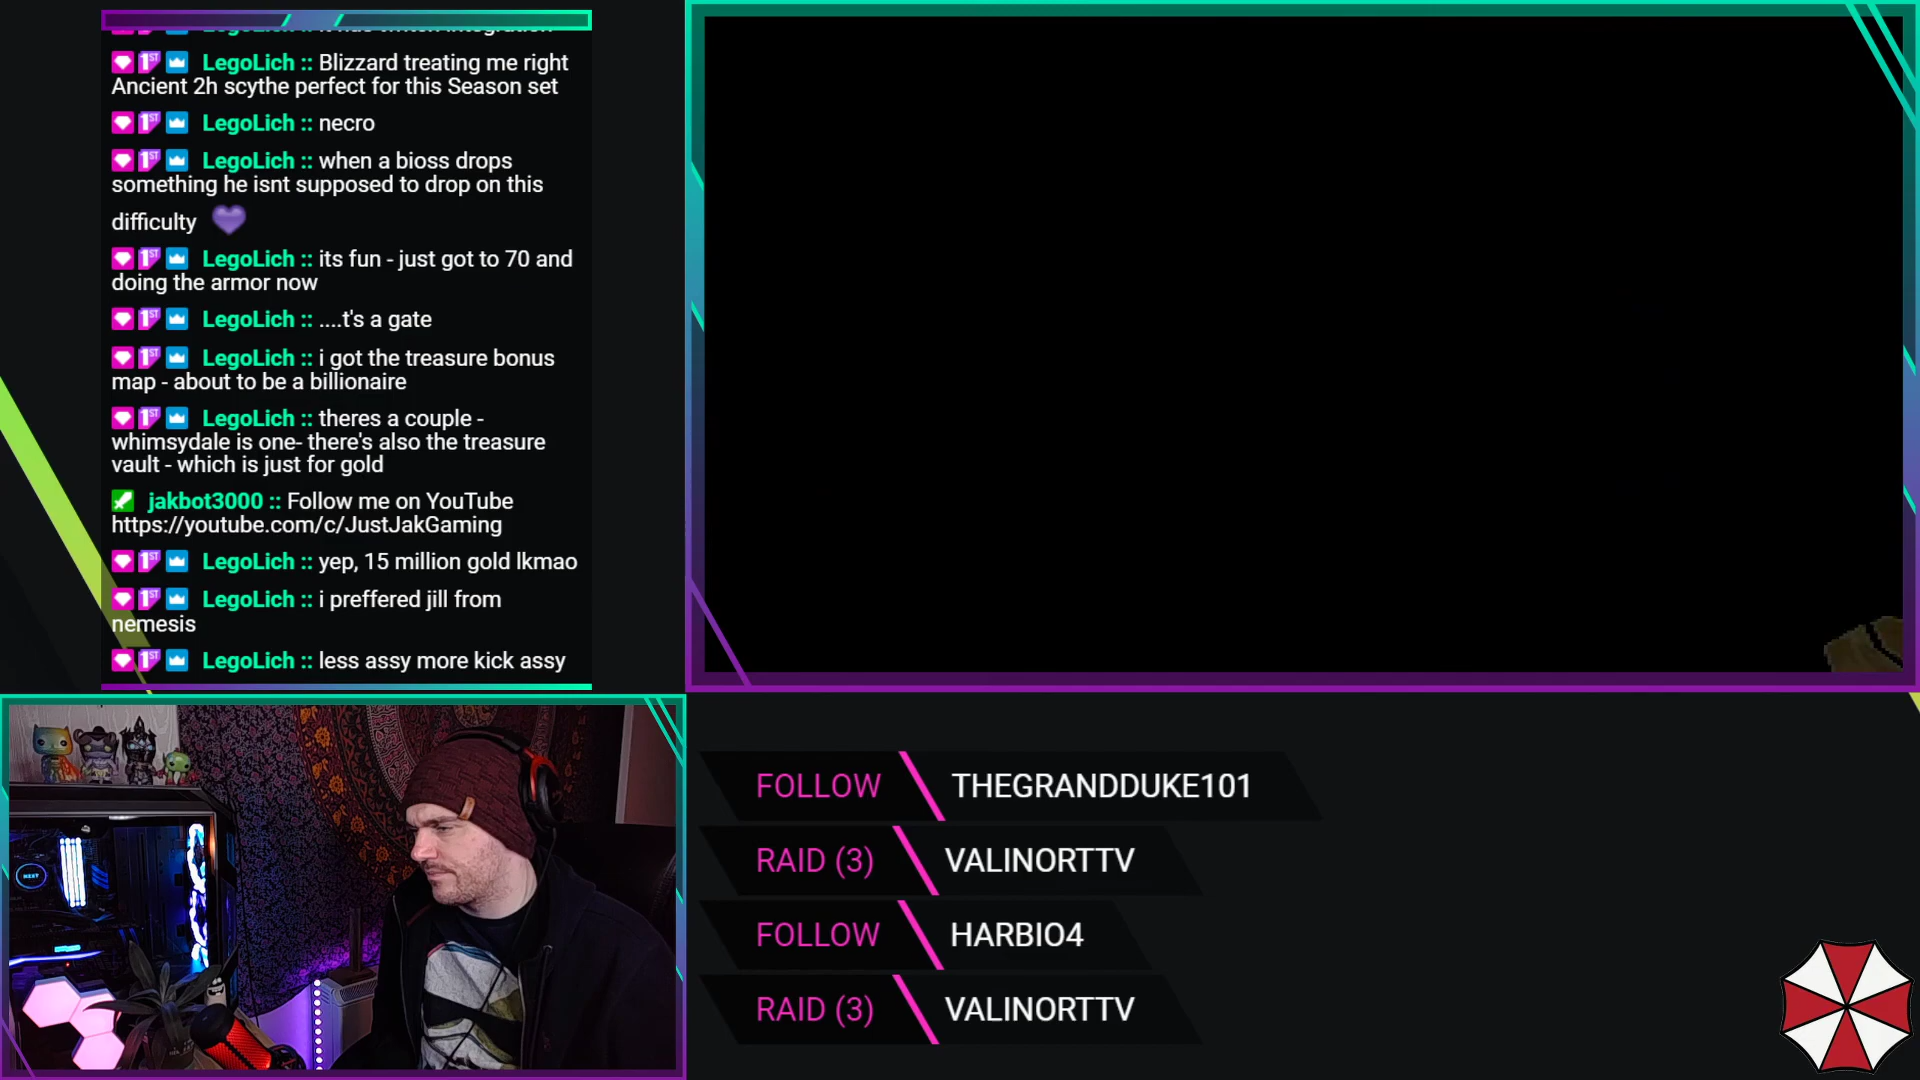 LegoLich :: it has twitch integration
LegoLich :: Blizzard treating me right
Ancient 2h scythe perfect for this Season set
LegoLich :: necro
LegoLich :: when a bioss drops
something he isnt supposed to drop on this
difficulty
LegoLich :: its fun - just got to 70 and
doing the armor now
LegoLich :: ....t's a gate
LegoLich :: i got the treasure bonus
map - about to be a billionaire
LegoLich :: theres a couple -
whimsydale is one- there's also the treasure
vault - which is just for gold
jakbot3000 :: Follow me on YouTube
https://youtube.com/c/JustJakGaming
LegoLich :: yep, 15 million gold lkmao
LegoLich :: i preffered jill from
nemesis
LegoLich :: less assy more kick assy
FOLLOW THEGRANDDUKE101
RAID (3) VALINORTTV
FOLLOW HARBIO4
RAID (3) VALINORTTV